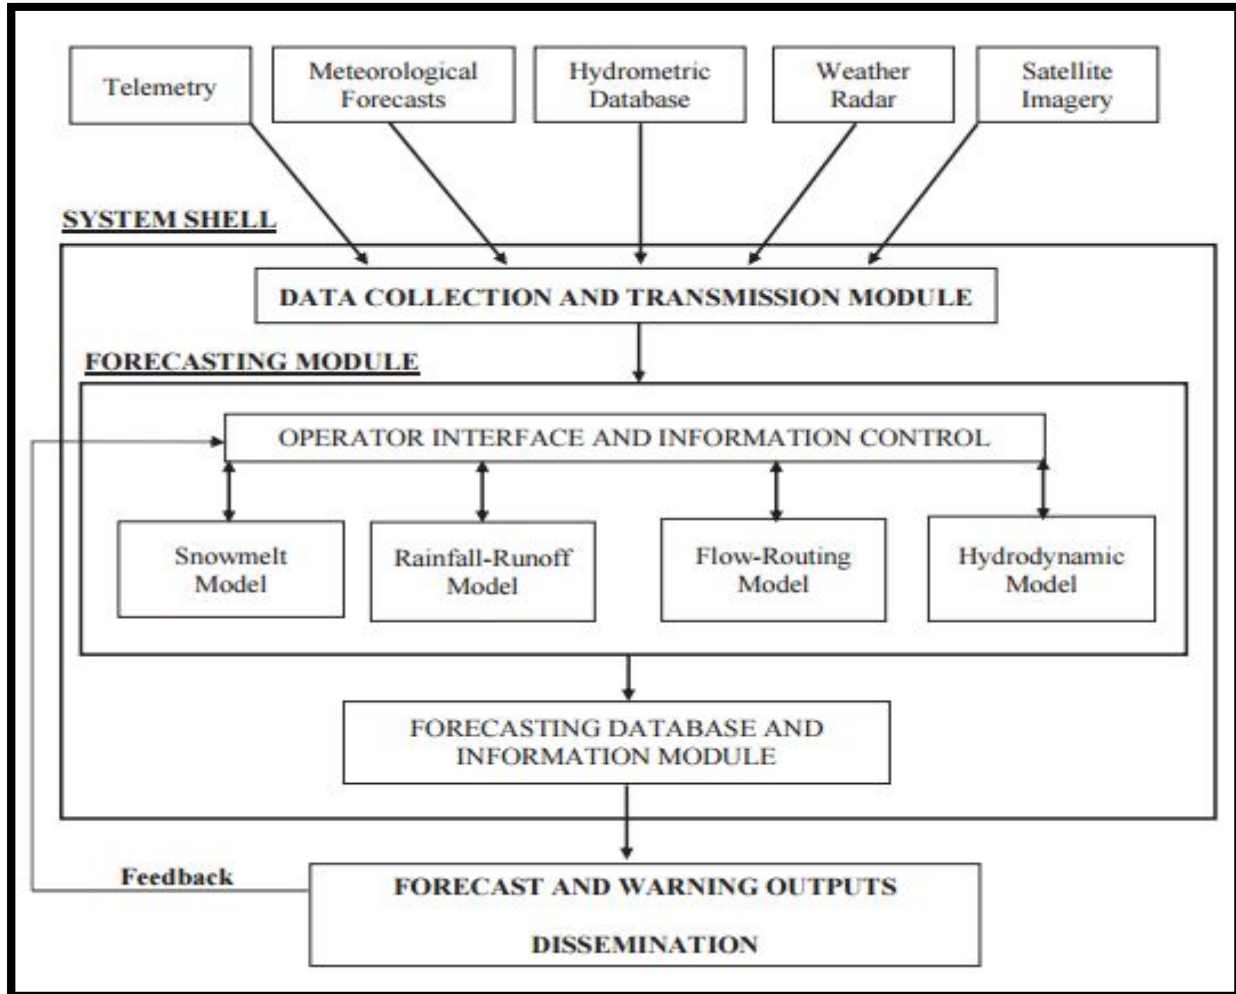 Telemetry
Meteorological
Forecasts
Hydrometric
Database
Weather
Radar
Satellite
Imagery
SYSTEM SHELL
DATA COLLECTION AND TRANSMISSION MODULE
FORECASTING MODULE
OPERATOR INTERFACE AND INFORMATION CONTROL
Snowmelt
Model
Rainfall-Runoff
Model
Flow-Routing
Model
Hydrodynamic
Model
FORECASTING DATABASE AND
INFORMATION MODULE
Feedback
FORECAST AND WARNING OUTPUTS
DISSEMINATION